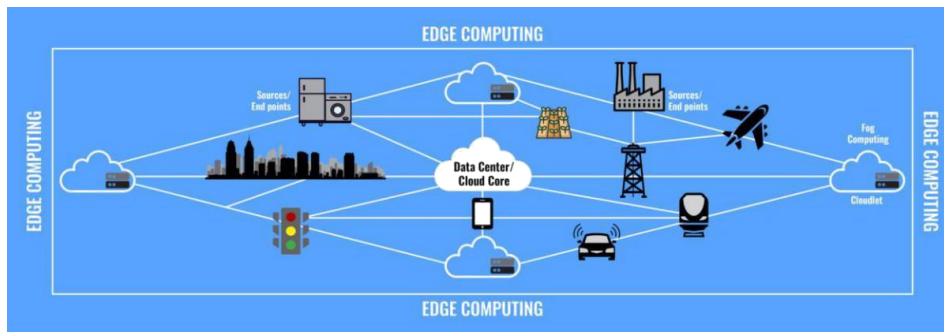 EDGE COMPUTING
Sources/
End points
Sources/
End points
EDGE COMPUTING
Fog
Computing
Data Center/
Cloud Core
Cloudlet
EDGE COMPUTING
EDGE COMPUTING